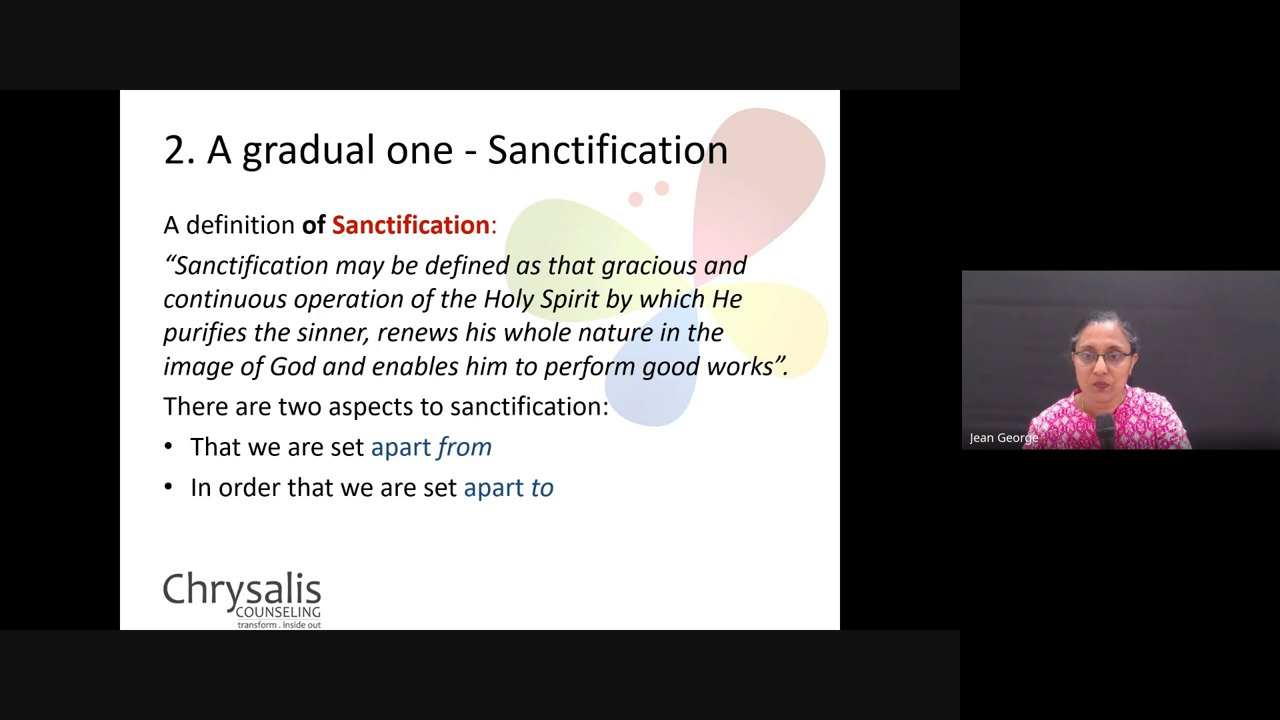 2. A gradual one - Sanctification
A definition of Sanctification:
“Sanctification may be defined as that gracious and
continuous operation of the Holy Spirit by which He
purifies the sinner, renews his whole nature in the
image of God and enables him to perform good works”.
There are two aspects to sanctification:
• That we are set apart from
• In order that we are set apart to
Chrysalis
COUNSELING
transform . inside out
Jean George